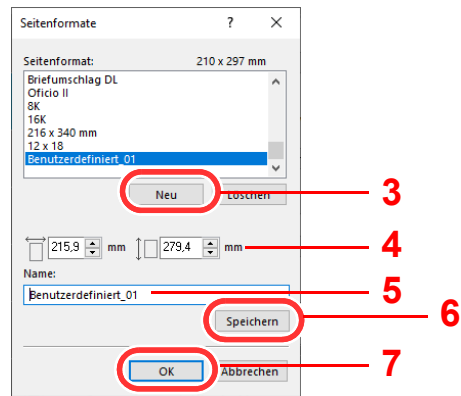 Seitenformate ? ×
Seitenformat: 210 x 297 mm
Briefumschlag DL
Oficio II
8K
16K
216 x 340 mm
12 x 18
Benutzerdefiniert_01
Neu Löschen 3
215,9 mm 279,4 mm 4
Name:
Benutzerdefiniert_01 5
Speichern 6
OK Abbrechen 7